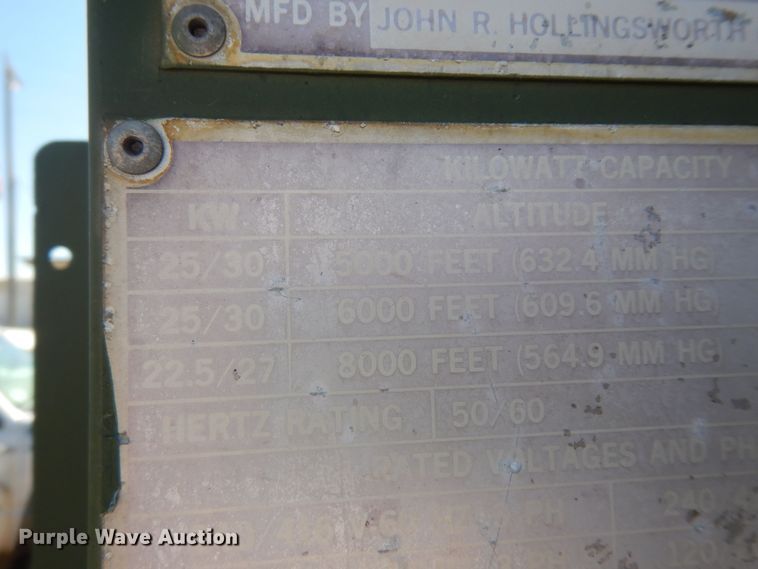 MFD BY JOHN R. HOLLINGSWORTH
KILOWATT CAPACITY
KW ALTITUDE
25/30 5000 FEET (632.4 MM HG)
25/30 6000 FEET (609.6 MM HG)
22.5/27 8000 FEET (564.9 MM HG)
HERTZ RATING 50/60
RATED VOLTAGES AND PH
240/
120
Purple Wave Auction